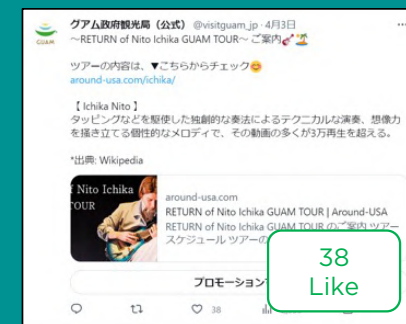 グアム政府観光局（公式） @visitguam_jp · 4月3日
GUAM
～RETURN of Nito Ichika GUAM TOUR～ ご案内🎸🏝️
ツアーの内容は、▼こちらからチェック😊
around-usa.com/ichika/
【 Ichika Nito 】
タッピングなどを駆使した独創的な奏法によるテクニカルな演奏、想像力
を掻き立てる個性的なメロディで、その動画の多くが3万再生を超える。
*出典: Wikipedia
Nito Ichika
TOUR
around-usa.com
RETURN of Nito Ichika GUAM TOUR | Around-USA
RETURN of Nito Ichika GUAM TOUR のご案内 ツアー
スケジュール ツアーの
プロモーション
38
38
Like